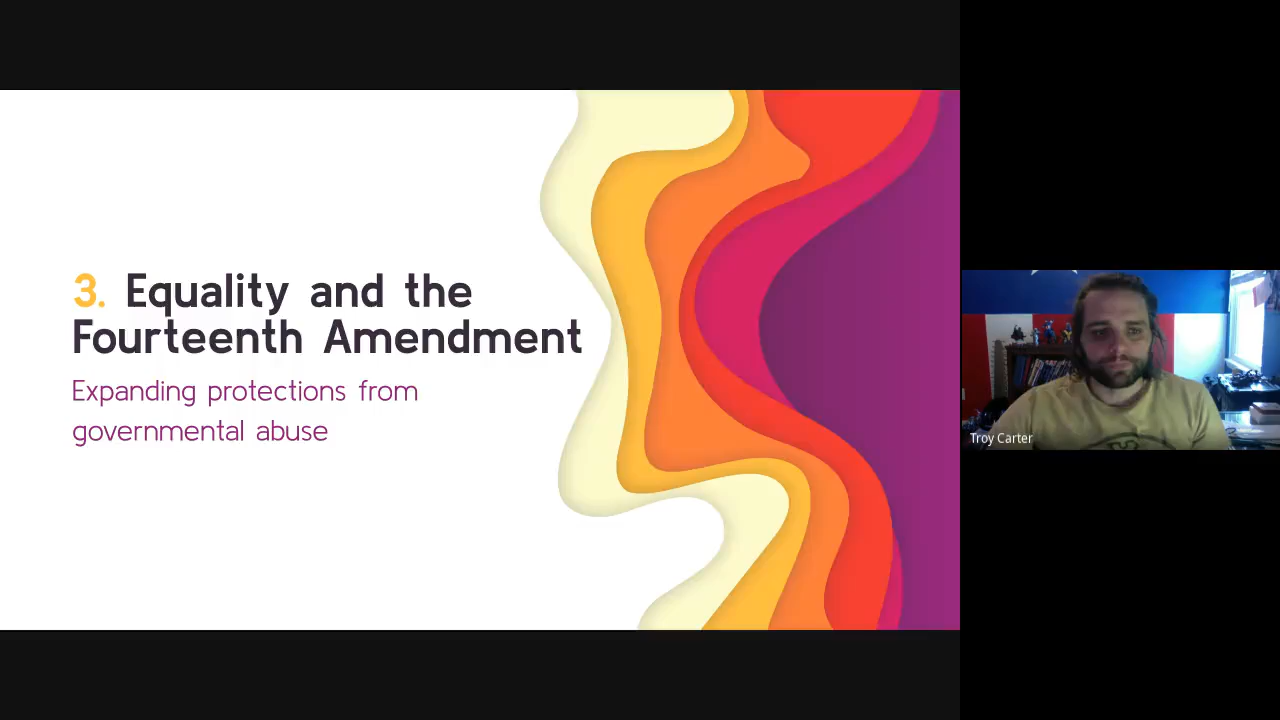 3. Equality and the
Fourteenth Amendment
Expanding protections from
governmental abuse
Troy Carter